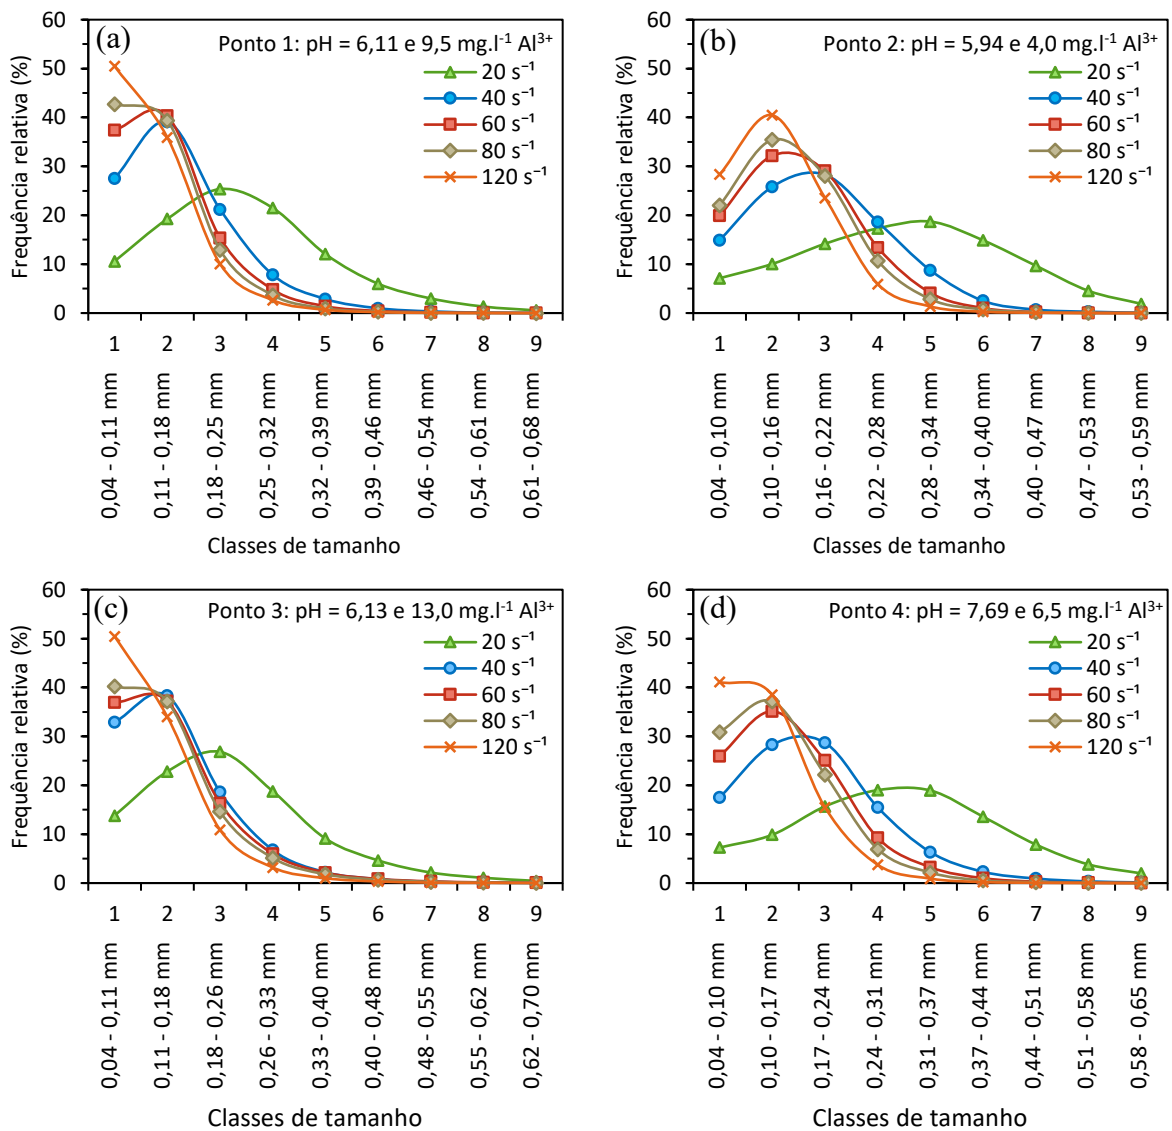 (a)
Ponto 1: pH = 6,11 e 9,5 mg.l⁻¹ Al³⁺
Frequência relativa (%)
60
50
40
30
20
10
0
20 s⁻¹
40 s⁻¹
60 s⁻¹
80 s⁻¹
120 s⁻¹
1 2 3 4 5 6 7 8 9
0,04 - 0,11 mm
0,11 - 0,18 mm
0,18 - 0,25 mm
0,25 - 0,32 mm
0,32 - 0,39 mm
0,39 - 0,46 mm
0,46 - 0,54 mm
0,54 - 0,61 mm
0,61 - 0,68 mm
Classes de tamanho
(b)
Ponto 2: pH = 5,94 e 4,0 mg.l⁻¹ Al³⁺
Frequência relativa (%)
60
50
40
30
20
10
0
20 s⁻¹
40 s⁻¹
60 s⁻¹
80 s⁻¹
120 s⁻¹
1 2 3 4 5 6 7 8 9
0,04 - 0,10 mm
0,10 - 0,16 mm
0,16 - 0,22 mm
0,22 - 0,28 mm
0,28 - 0,34 mm
0,34 - 0,40 mm
0,40 - 0,47 mm
0,47 - 0,53 mm
0,53 - 0,59 mm
Classes de tamanho
(c)
Ponto 3: pH = 6,13 e 13,0 mg.l⁻¹ Al³⁺
Frequência relativa (%)
60
50
40
30
20
10
0
20 s⁻¹
40 s⁻¹
60 s⁻¹
80 s⁻¹
120 s⁻¹
1 2 3 4 5 6 7 8 9
0,04 - 0,11 mm
0,11 - 0,18 mm
0,18 - 0,26 mm
0,26 - 0,33 mm
0,33 - 0,40 mm
0,40 - 0,48 mm
0,48 - 0,55 mm
0,55 - 0,62 mm
0,62 - 0,70 mm
Classes de tamanho
(d)
Ponto 4: pH = 7,69 e 6,5 mg.l⁻¹ Al³⁺
Frequência relativa (%)
60
50
40
30
20
10
0
20 s⁻¹
40 s⁻¹
60 s⁻¹
80 s⁻¹
120 s⁻¹
1 2 3 4 5 6 7 8 9
0,04 - 0,10 mm
0,10 - 0,17 mm
0,17 - 0,24 mm
0,24 - 0,31 mm
0,31 - 0,37 mm
0,37 - 0,44 mm
0,44 - 0,51 mm
0,51 - 0,58 mm
0,58 - 0,65 mm
Classes de tamanho